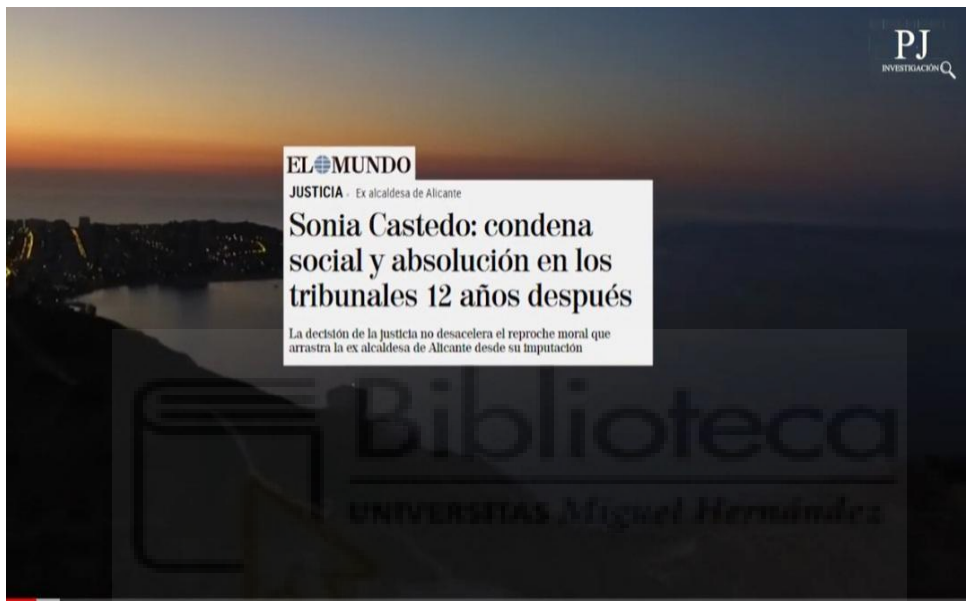 PJ
INVESTIGACIÓN
EL MUNDO
JUSTICIA Ex alcaldesa de Alicante
Sonia Castedo: condena
social y absolución en los
tribunales 12 años después
La decisión de la justicia no desacelera el reproche moral que
arrastra la ex alcaldesa de Alicante desde su imputación
Biblioteca
UNIVERSITAS Miguel Hernández